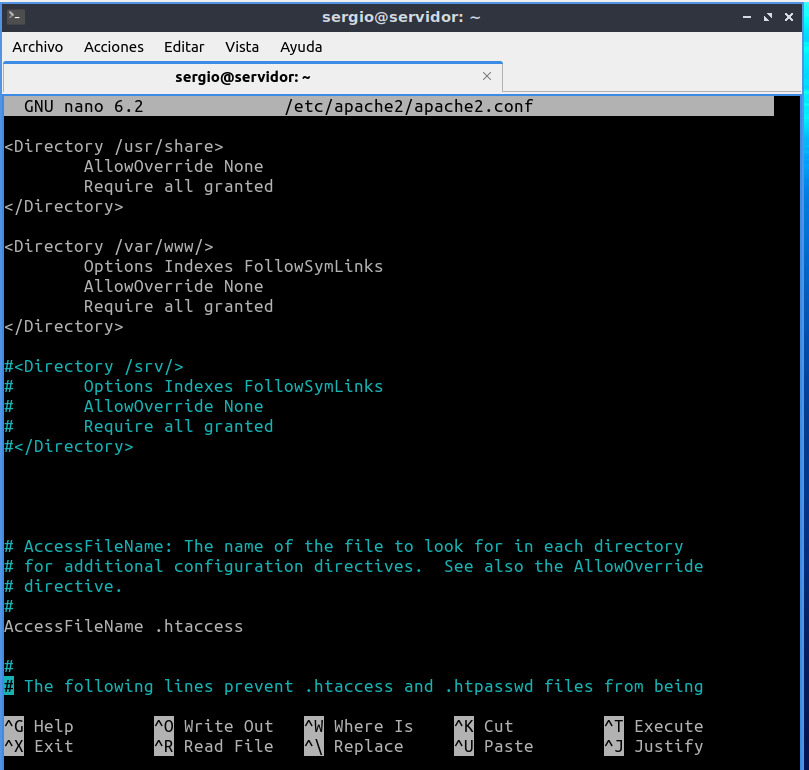 sergio@servidor: ~
Archivo Acciones Editar Vista Ayuda
sergio@servidor: ~
GNU nano 6.2 /etc/apache2/apache2.conf
<Directory /usr/share>
AllowOverride None
Require all granted
</Directory>
<Directory /var/www/>
Options Indexes FollowSymLinks
AllowOverride None
Require all granted
</Directory>
#<Directory /srv/>
# Options Indexes FollowSymLinks
# AllowOverride None
# Require all granted
#</Directory>
# AccessFileName: The name of the file to look for in each directory
# for additional configuration directives. See also the AllowOverride
# directive.
#
AccessFileName .htaccess
#
# The following lines prevent .htaccess and .htpasswd files from being
^G Help ^O Write Out ^W Where Is ^K Cut ^T Execute
^X Exit ^R Read File ^\ Replace ^U Paste ^J Justify